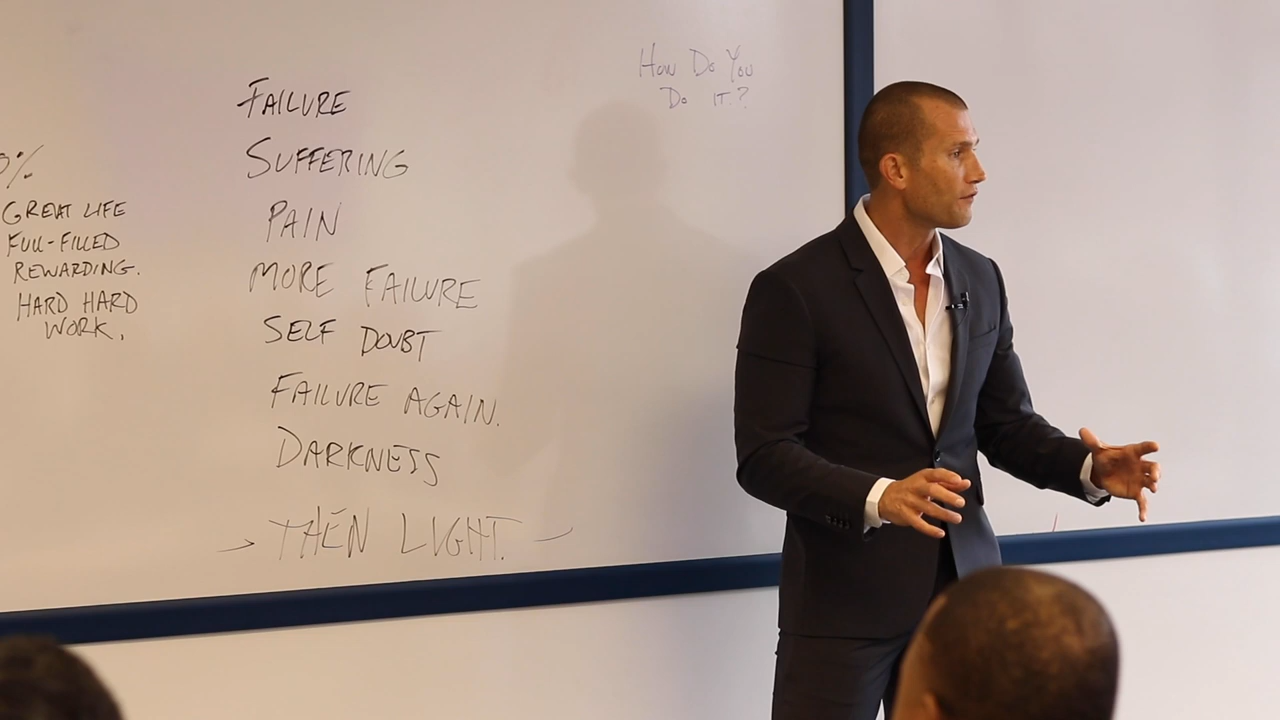 0%
GREAT LIFE
FULL-FILLED
REWARDING.
HARD HARD
WORK.
FAILURE
SUFFERING
PAIN
MORE FAILURE
SELF DOUBT
FAILURE AGAIN.
DARKNESS
→ THEN LIGHT.
HOW DO YOU
DO IT?